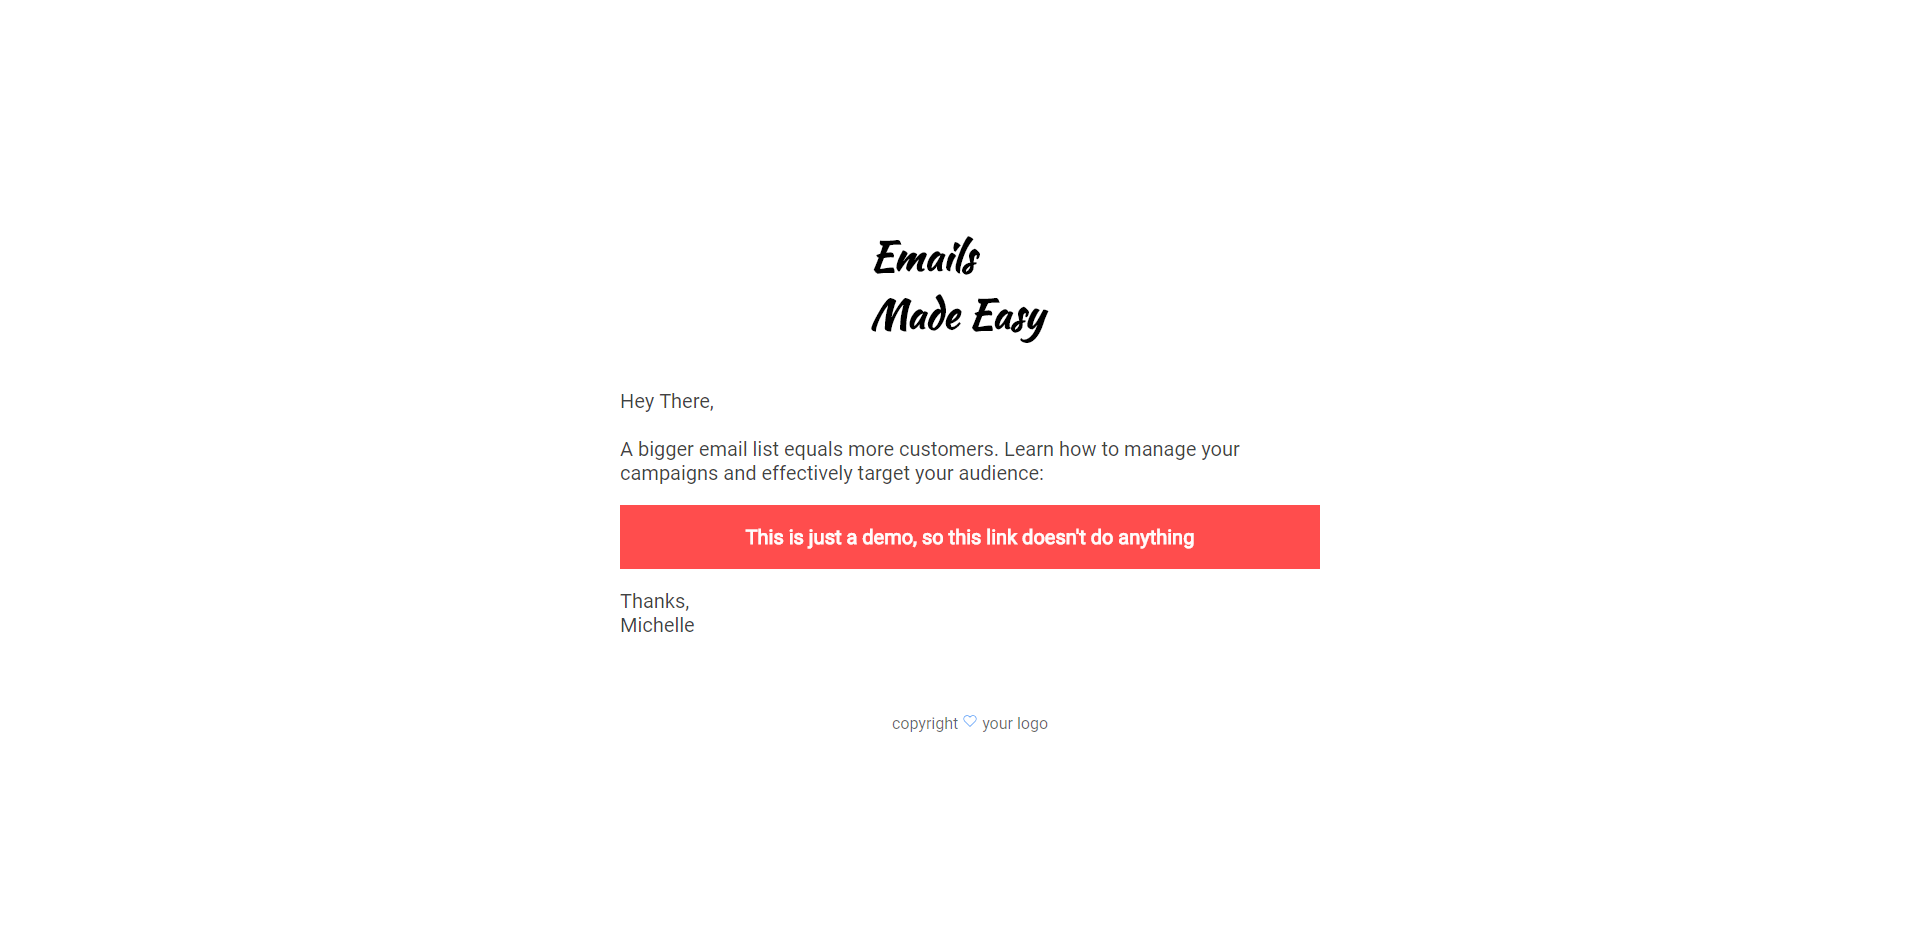 Emails
Made Easy
Hey There,
A bigger email list equals more customers. Learn how to manage your
campaigns and effectively target your audience:
This is just a demo, so this link doesn't do anything
Thanks,
Michelle
copyright ♡ your logo